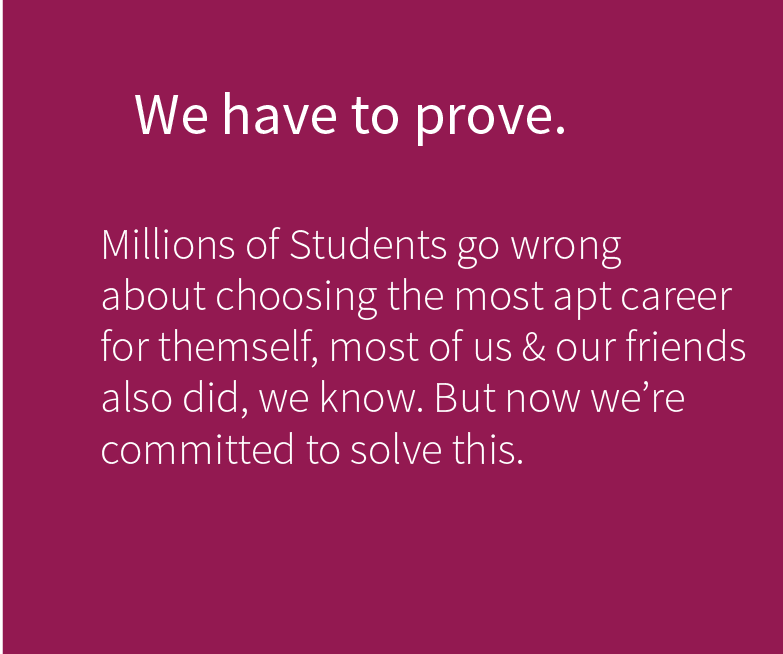 We have to prove.
Millions of Students go wrong
about choosing the most apt career
for themself, most of us & our friends
also did, we know. But now we’re
committed to solve this.